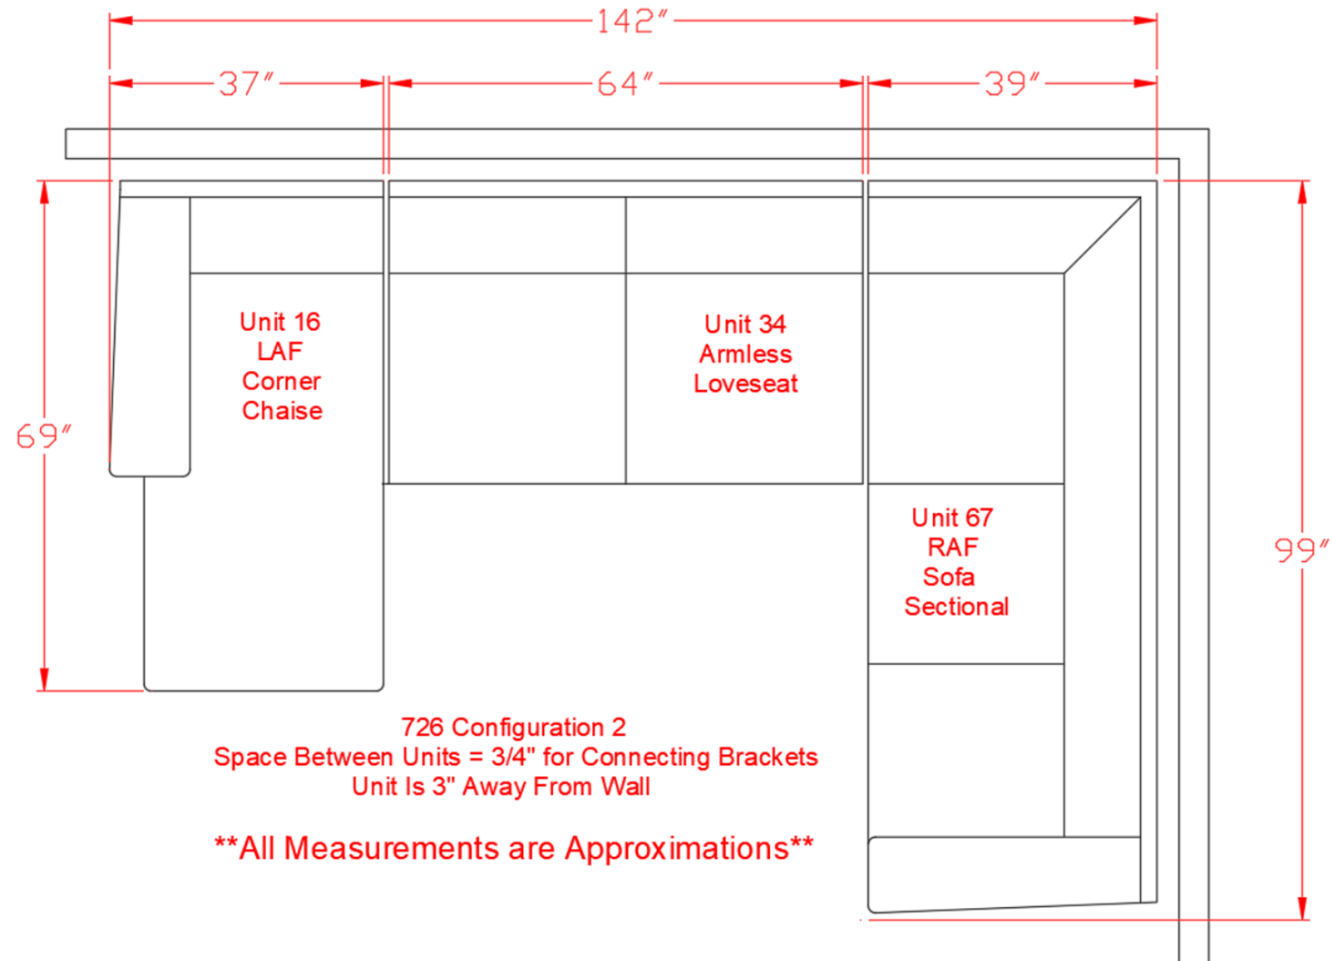 142"
37"
64"
39"
Unit 16
LAF
Corner
Chaise
Unit 34
Armless
Loveseat
69"
Unit 67
RAF
Sofa
Sectional
99"
726 Configuration 2
Space Between Units = 3/4" for Connecting Brackets
Unit Is 3" Away From Wall
**All Measurements are Approximations**